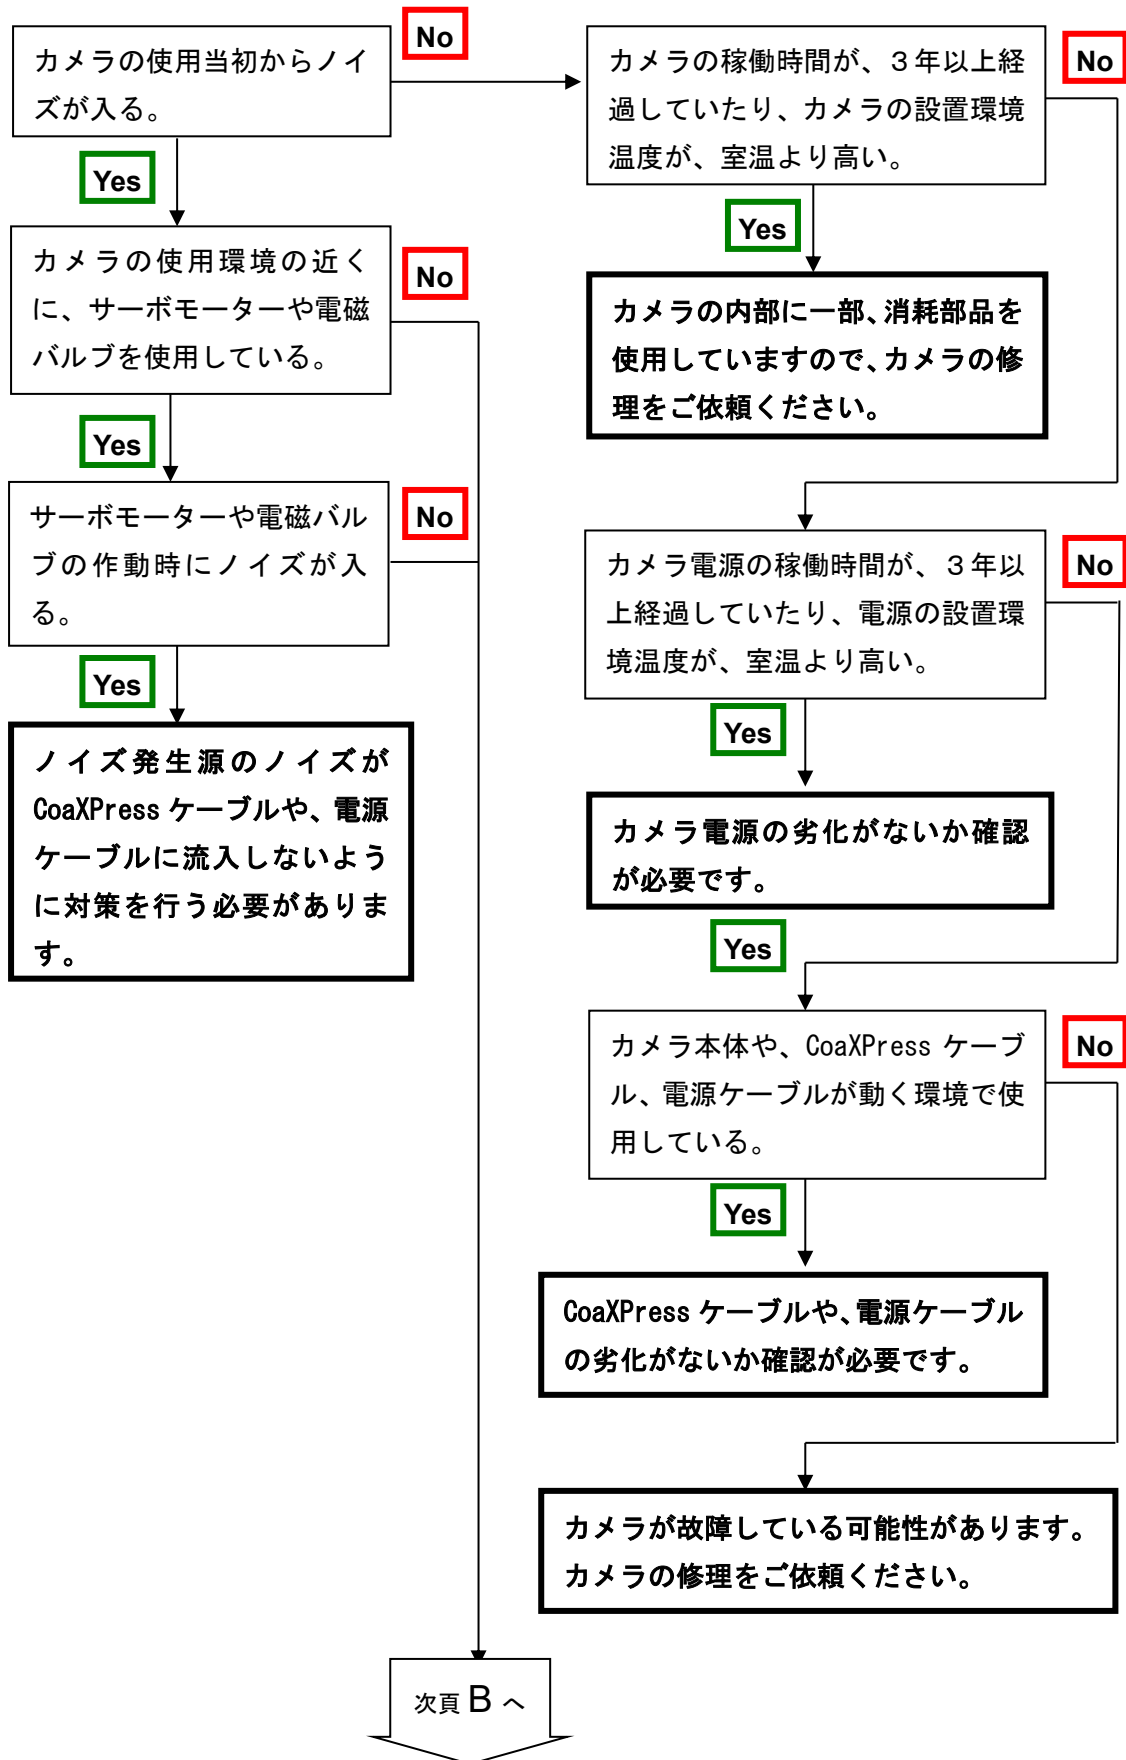 カメラの使用当初からノイ
ズが入る。
No
Yes
カメラの使用環境の近く
に、サーボモーターや電磁
バルブを使用している。
No
Yes
サーボモーターや電磁バル
ブの作動時にノイズが入
る。
No
Yes
ノイズ発生源のノイズが
CoaXPress ケーブルや、電源
ケーブルに流入しないよう
に対策を行う必要がありま
す。
カメラの稼働時間が、３年以上経
過していたり、カメラの設置環境
温度が、室温より高い。
No
Yes
カメラの内部に一部、消耗部品を
使用していますので、カメラの修
理をご依頼ください。
カメラ電源の稼働時間が、３年以
上経過していたり、電源の設置環
境温度が、室温より高い。
No
Yes
カメラ電源の劣化がないか確認
が必要です。
Yes
カメラ本体や、CoaXPress ケーブ
ル、電源ケーブルが動く環境で使
用している。
No
Yes
CoaXPress ケーブルや、電源ケーブル
の劣化がないか確認が必要です。
カメラが故障している可能性があります。
カメラの修理をご依頼ください。
次頁 B へ